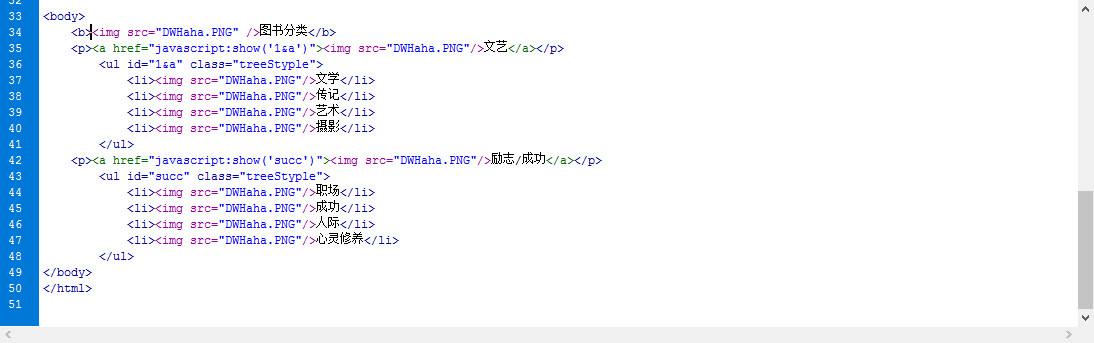 33 <body>
34 <b><img src="DWHaha.PNG" />图书分类</b>
35 <p><a href="javascript:show('1&a')"><img src="DWHaha.PNG"/>文艺</a></p>
36 <ul id="1&a" class="treeStyple">
37 <li><img src="DWHaha.PNG"/>文学</li>
38 <li><img src="DWHaha.PNG"/>传记</li>
39 <li><img src="DWHaha.PNG"/>艺术</li>
40 <li><img src="DWHaha.PNG"/>摄影</li>
41 </ul>
42 <p><a href="javascript:show('succ')"><img src="DWHaha.PNG"/>励志/成功</a></p>
43 <ul id="succ" class="treeStyple">
44 <li><img src="DWHaha.PNG"/>职场</li>
45 <li><img src="DWHaha.PNG"/>成功</li>
46 <li><img src="DWHaha.PNG"/>人际</li>
47 <li><img src="DWHaha.PNG"/>心灵修养</li>
48 </ul>
49 </body>
50 </html>
51